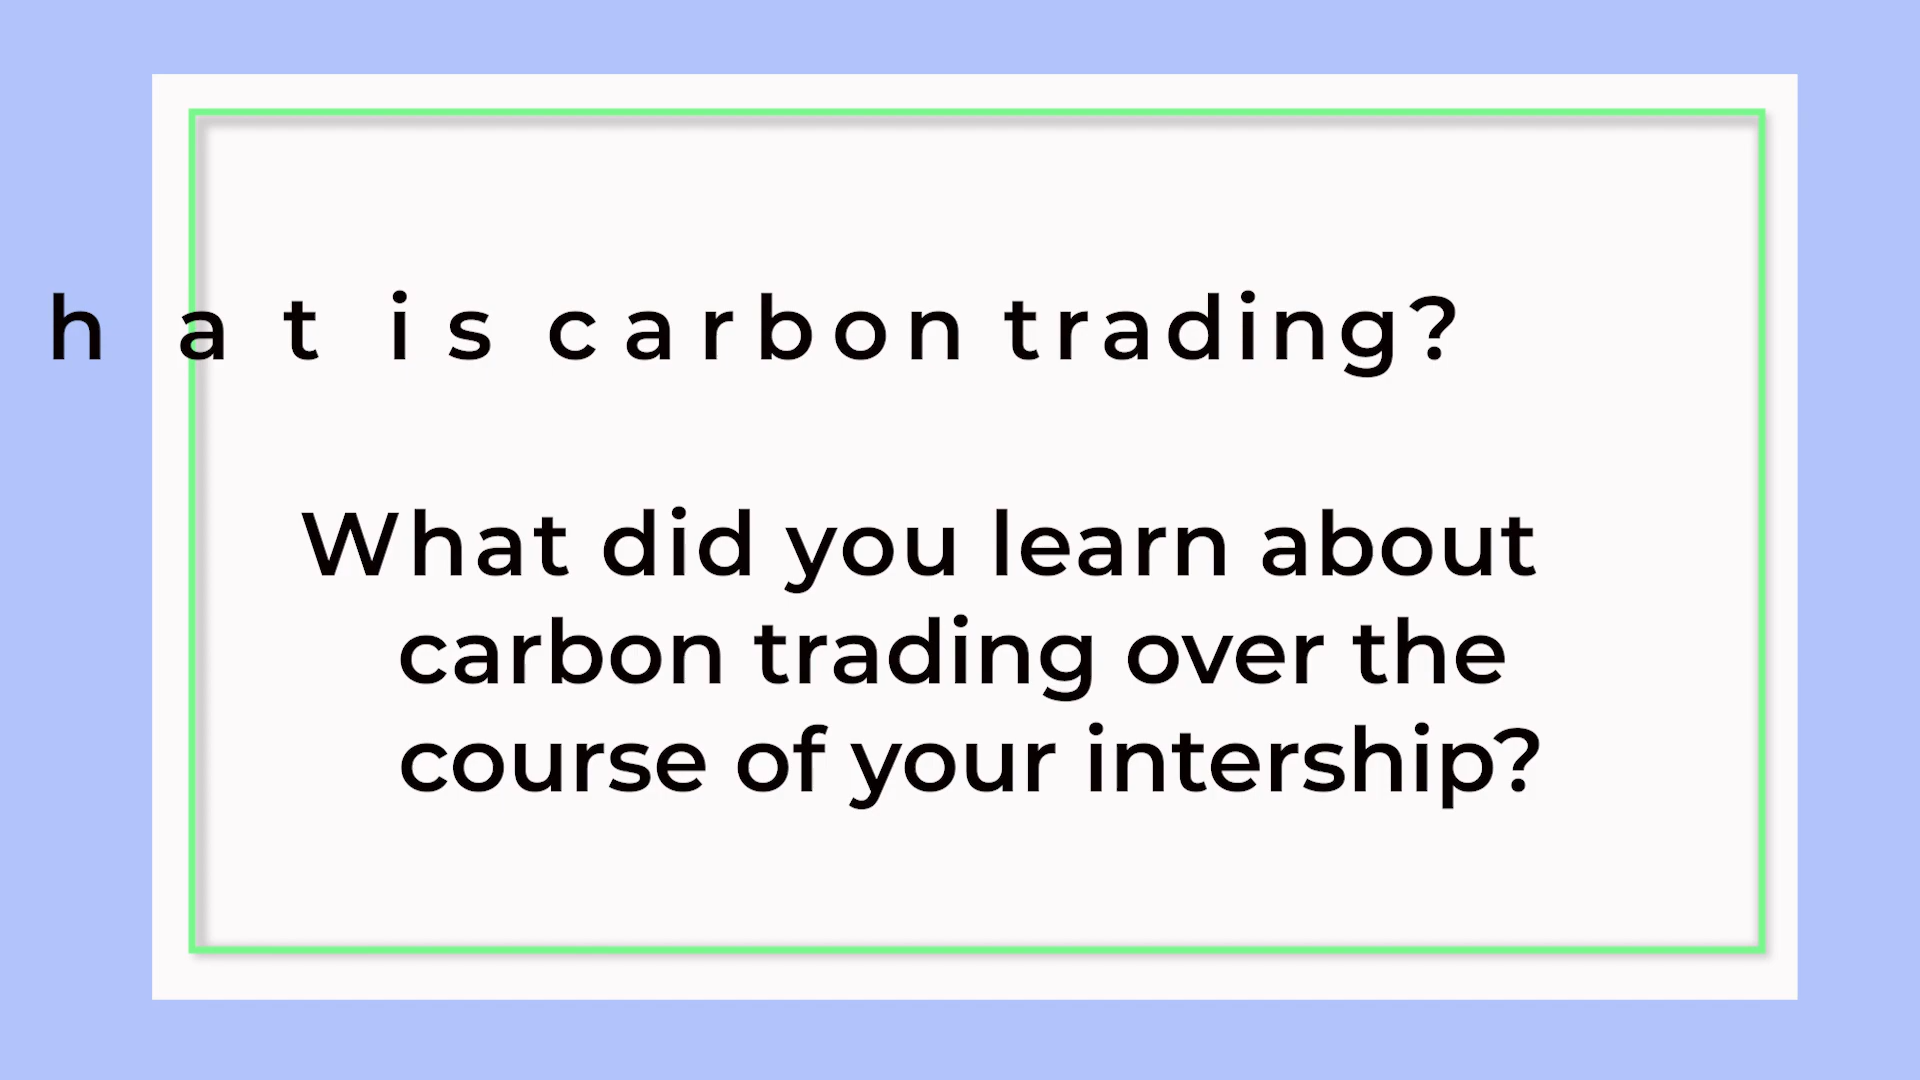 hat is carbon trading?
What did you learn about
carbon trading over the
course of your intership?